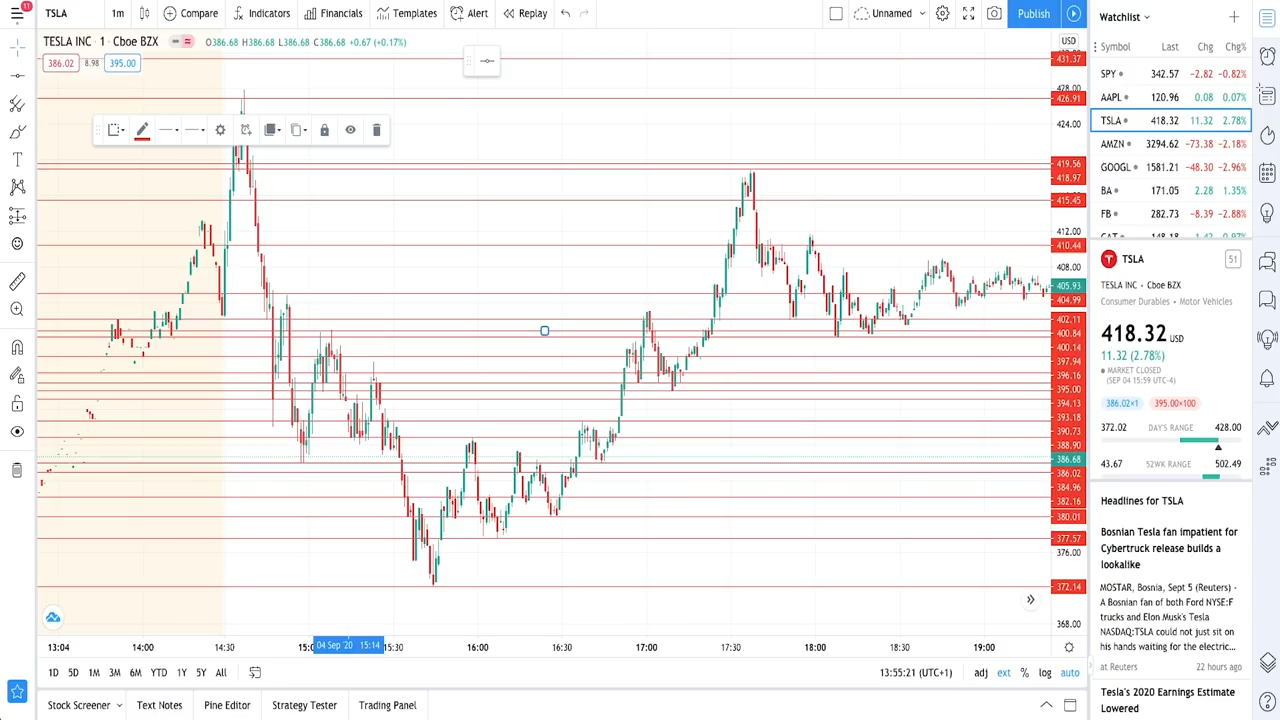 11
TSLA 1m Compare Indicators Financials Templates Alert Replay Unnamed Publish
TESLA INC · 1 · Cboe BZX O386.68 H386.68 L386.68 C386.68 +0.67 (+0.17%)
386.02 8.98 395.00
USD
431.37
428.00
426.91
424.00
419.56
418.97
415.45
412.00
410.44
408.00
405.93
404.99
402.11
400.84
400.14
397.94
396.16
395.00
394.13
393.18
390.73
388.90
386.68
386.02
384.96
382.16
380.01
377.57
376.00
372.14
368.00
13:04 14:00 14:30 15:0 04 Sep '20 15:14 5:30 16:00 16:30 17:00 17:30 18:00 18:30 19:00
1D 5D 1M 3M 6M YTD 1Y 5Y All 13:55:21 (UTC+1) adj ext % log auto
Stock Screener Text Notes Pine Editor Strategy Tester Trading Panel
Watchlist
Symbol Last Chg Chg%
SPY 342.57 −2.82 −0.82%
AAPL 120.96 0.08 0.07%
TSLA 418.32 11.32 2.78%
AMZN 3294.62 −73.38 −2.18%
GOOGL 1581.21 −48.30 −2.96%
BA 171.05 2.28 1.35%
FB 282.73 −8.39 −2.88%
CAT 148.18 1.42 0.97%
TSLA 51
TESLA INC · Cboe BZX
Consumer Durables · Motor Vehicles
418.32 USD
11.32 (2.78%)
MARKET CLOSED
(SEP 04 15:59 UTC-4)
386.02×1 395.00×100
372.02 DAY'S RANGE 428.00
43.67 52WK RANGE 502.49
Headlines for TSLA
Bosnian Tesla fan impatient for
Cybertruck release builds a
lookalike
MOSTAR, Bosnia, Sept 5 (Reuters) -
A Bosnian fan of both Ford NYSE:F
trucks and Elon Musk's Tesla
NASDAQ:TSLA could not just sit on
his hands waiting for the electric...
at Reuters 22 hours ago
Tesla's 2020 Earnings Estimate
Lowered